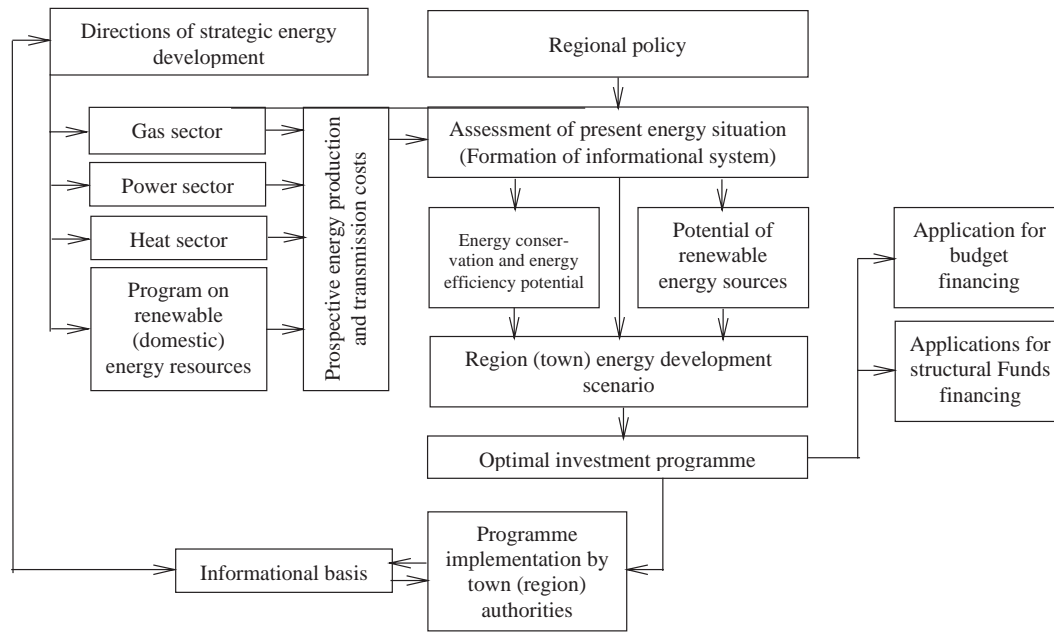 Directions of strategic energy
development
Regional policy
Gas sector
Power sector
Heat sector
Program on
renewable
(domestic)
energy resources
Prospective energy production
and transmission costs
Assessment of present energy situation
(Formation of informational system)
Energy conser-
vation and energy
efficiency potential
Potential of
renewable
energy sources
Region (town) energy development
scenario
Optimal investment programme
Application for
budget
financing
Applications for
structural Funds
financing
Informational basis
Programme
implementation by
town (region)
authorities